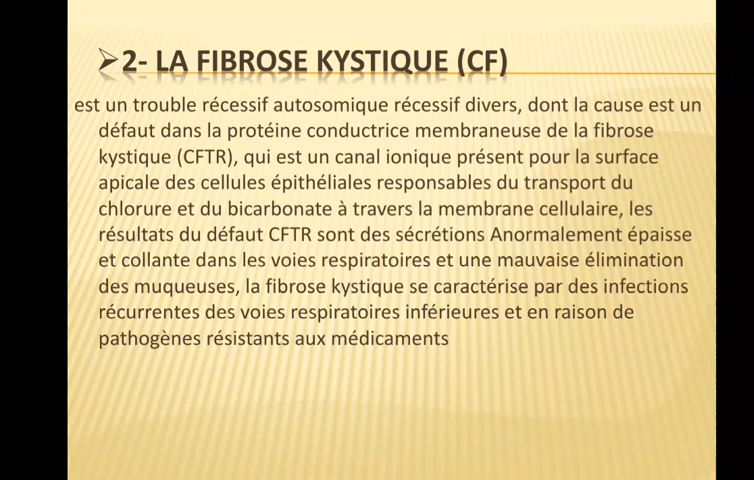 ➢2- LA FIBROSE KYSTIQUE (CF)
est un trouble récessif autosomique récessif divers, dont la cause est un
défaut dans la protéine conductrice membraneuse de la fibrose
kystique (CFTR), qui est un canal ionique présent pour la surface
apicale des cellules épithéliales responsables du transport du
chlorure et du bicarbonate à travers la membrane cellulaire, les
résultats du défaut CFTR sont des sécrétions Anormalement épaisse
et collante dans les voies respiratoires et une mauvaise élimination
des muqueuses, la fibrose kystique se caractérise par des infections
récurrentes des voies respiratoires inférieures et en raison de
pathogènes résistants aux médicaments